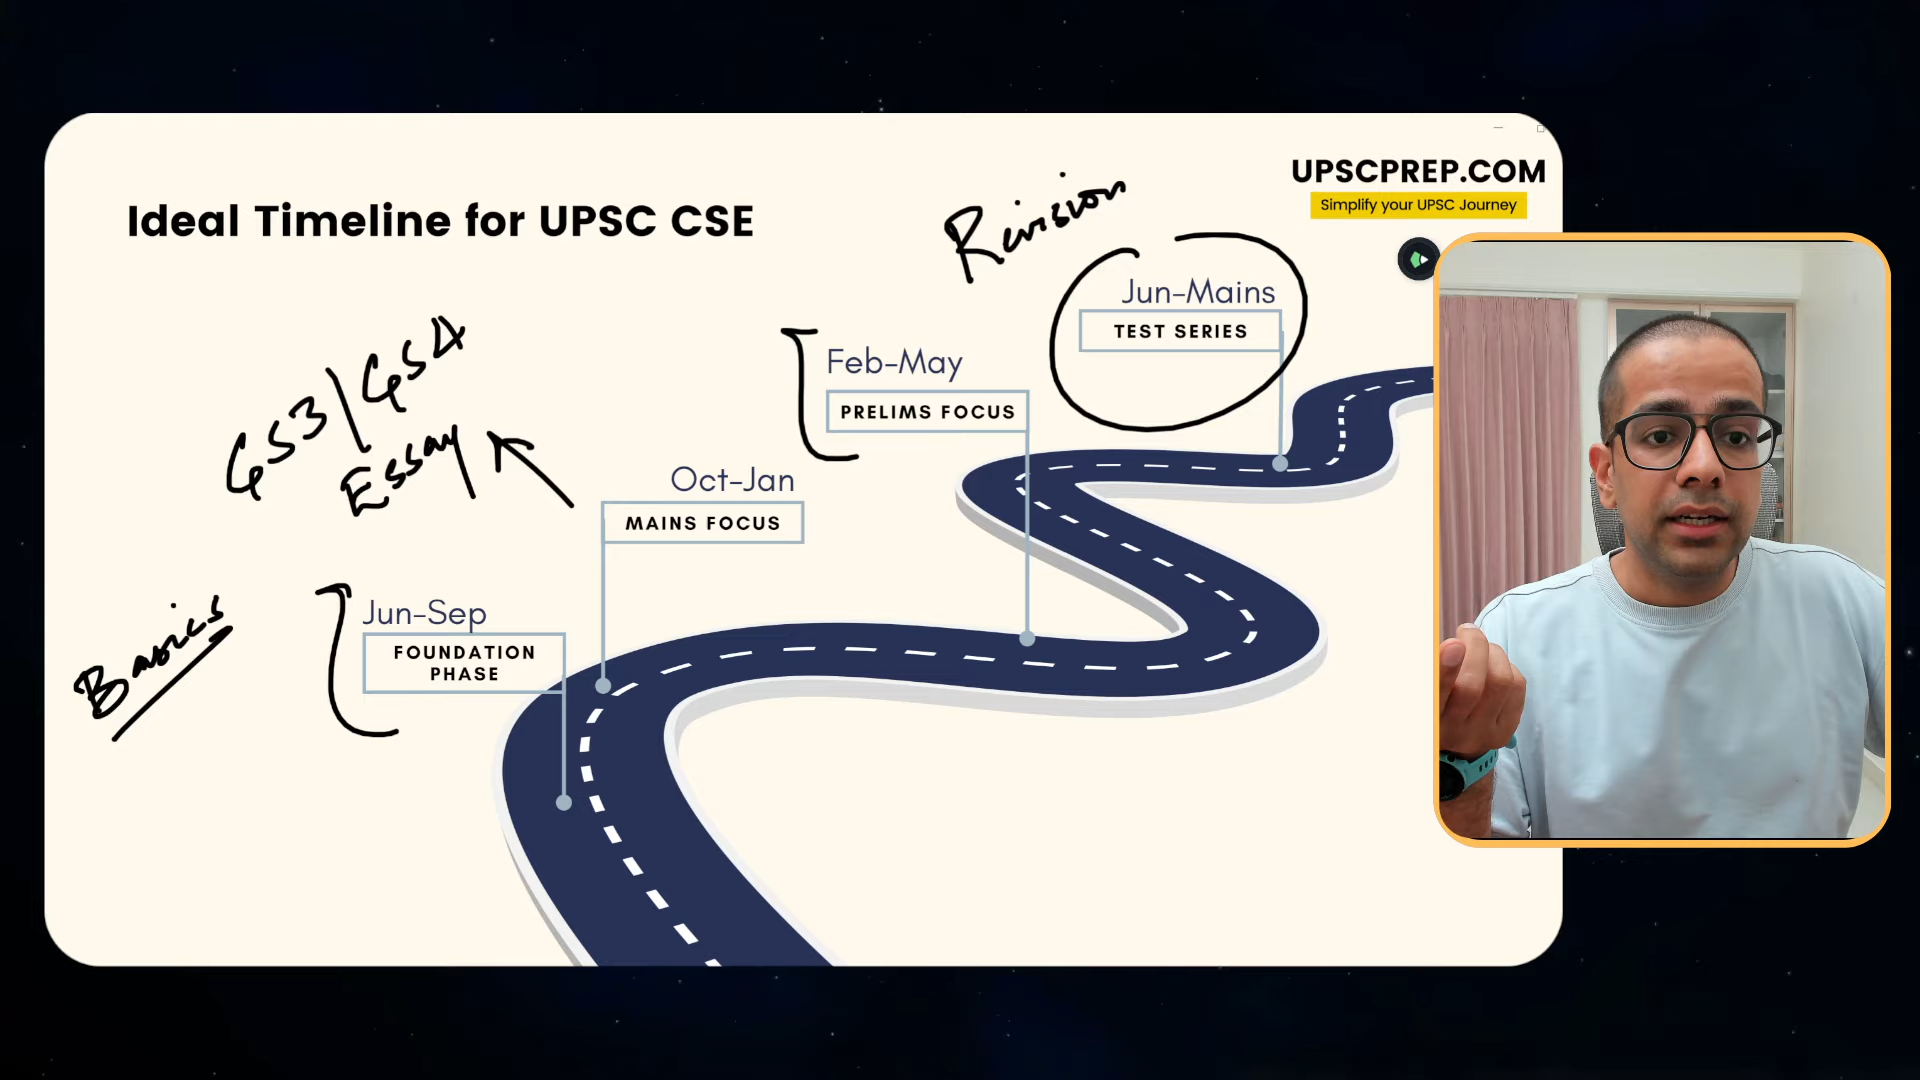 UPSCPREP.COM
Simplify your UPSC Journey
Ideal Timeline for UPSC CSE
Revision
Jun-Mains
TEST SERIES
Feb-May
PRELIMS FOCUS
GS3 | GS4
Essay
Oct-Jan
MAINS FOCUS
Basics
Jun-Sep
FOUNDATION
PHASE